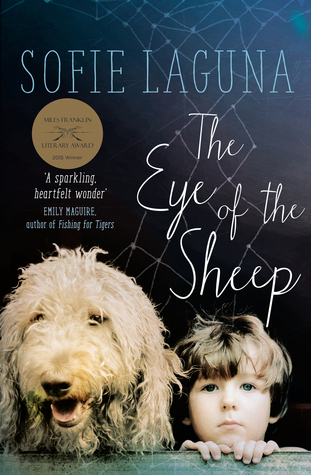 SOFIE LAGUNA
MILES FRANKLIN
LITERARY AWARD
2015 Winner
'A sparkling,
heartfelt wonder'
EMILY MAGUIRE,
author of Fishing for Tigers
The
Eye
of the
Sheep